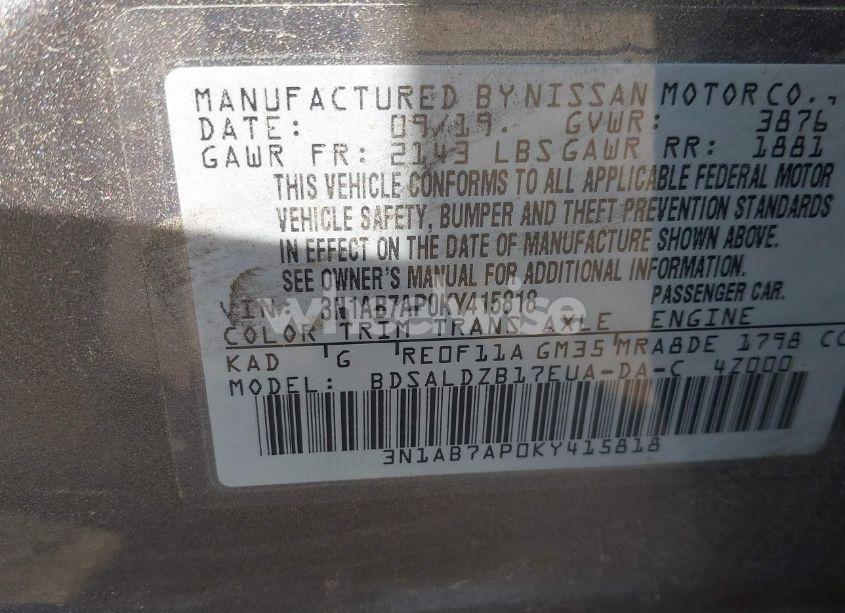 MANUFACTURED BY NISSAN MOTOR CO.,
DATE: 09/19. GVWR: 3876
GAWR FR: 2143 LBS GAWR RR: 1881
THIS VEHICLE CONFORMS TO ALL APPLICABLE FEDERAL MOTOR
VEHICLE SAFETY, BUMPER AND THEFT PREVENTION STANDARDS
IN EFFECT ON THE DATE OF MANUFACTURE SHOWN ABOVE.
SEE OWNER'S MANUAL FOR ADDITIONAL INFORMATION.
VIN: 3N1AB7AP0KY415818 PASSENGER CAR.
COLOR TRIM TRANS AXLE ENGINE
KAD G RE0F11A GM35 MRA8DE 1798 CC
MODEL: BDSALDZB17EUA-DA-C 4Z000
3N1AB7AP0KY415818